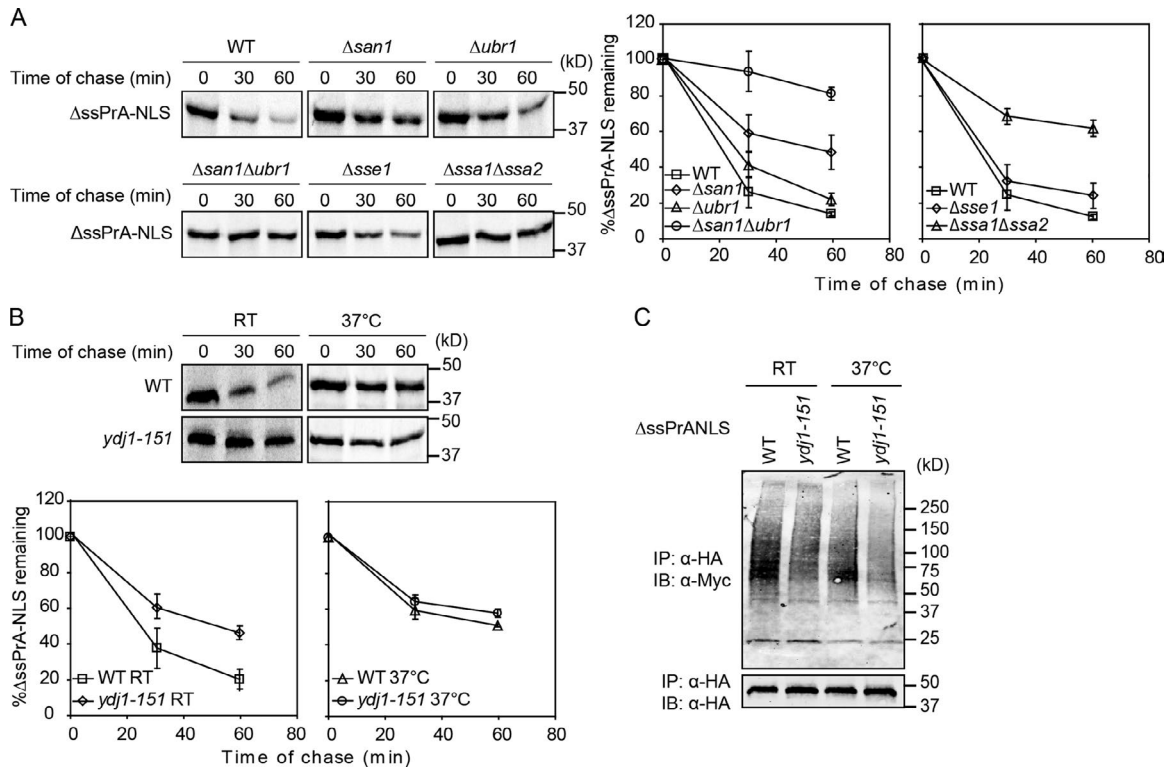 A
WT Δsan1 Δubr1 (kD)
Time of chase (min) 0 30 60 0 30 60 0 30 60
50
ΔssPrA-NLS
37
Δsan1Δubr1 Δsse1 Δssa1Δssa2
Time of chase (min) 0 30 60 0 30 60 0 30 60
50
ΔssPrA-NLS
37
%ΔssPrA-NLS remaining
120
100
80
60
40
20
0
WT
Δsan1
Δubr1
Δsan1Δubr1
WT
Δsse1
Δssa1Δssa2
0 20 40 60 80 0 20 40 60 80 100
Time of chase (min)
B
RT 37°C (kD)
Time of chase (min) 0 30 60 0 30 60
50
WT
37
50
ydj1-151
37
%ΔssPrA-NLS remaining
120
100
80
60
40
20
0
WT RT
ydj1-151 RT
WT 37°C
ydj1-151 37°C
0 20 40 60 80 0 20 40 60 80
Time of chase (min)
C
RT 37°C
ΔssPrANLS WT ydj1-151 WT ydj1-151 (kD)
250
150
100
75
50
37
25
IP: α-HA
IB: α-Myc
IP: α-HA
IB: α-HA
50
37